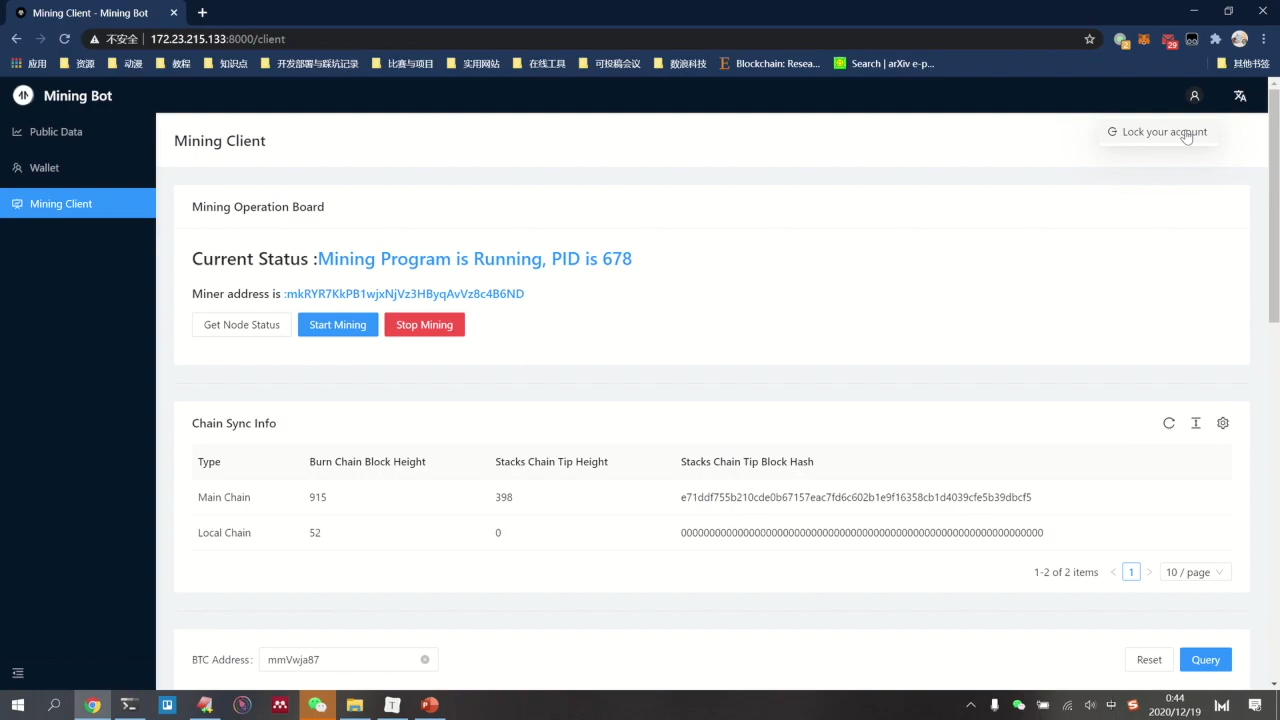 Mining Client - Mining Bot
不安全 172.23.215.133:8000/client
应用 资源 动漫 教程 知识点 开发部署与踩坑记录 比赛与项目 实用网站 在线工具 可投稿会议 数浪科技 Blockchain: Resea... Search | arXiv e-p... 其他书签
2
29
Mining Bot
Public Data
Wallet
Mining Client
Mining Client
Lock your account
Mining Operation Board
Current Status :Mining Program is Running, PID is 678
Miner address is :mkRYR7KkPB1wjxNjVz3HByqAvVz8c4B6ND
Get Node Status Start Mining Stop Mining
Chain Sync Info
Type Burn Chain Block Height Stacks Chain Tip Height Stacks Chain Tip Block Hash
Main Chain 915 398 e71ddf755b210cde0b67157eac7fd6c602b1e9f16358cb1d4039cfe5b39dbcf5
Local Chain 52 0 0000000000000000000000000000000000000000000000000000000000000000
1-2 of 2 items 1 10 / page
BTC Address: mmVwja87 Reset Query
中 0:44
2020/12/19